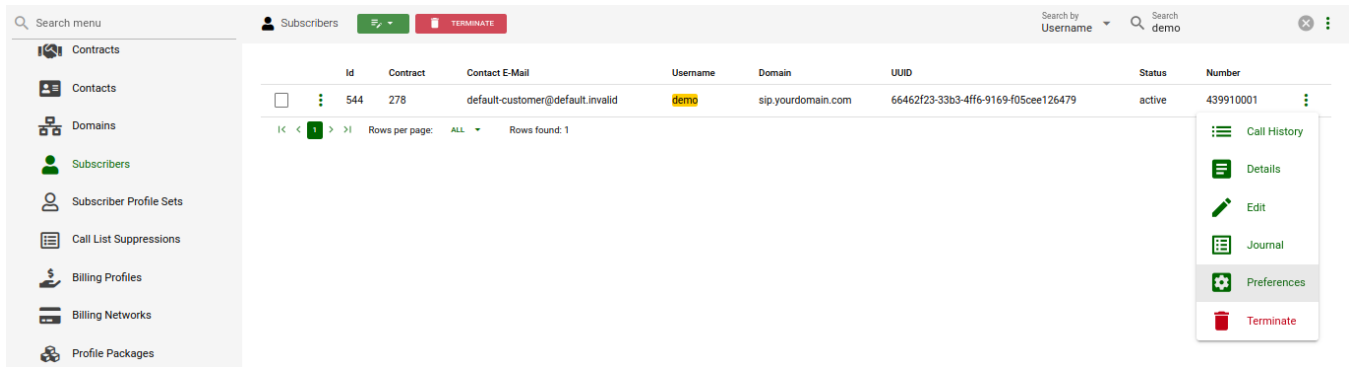 Search menu
Contracts
Contacts
Domains
Subscribers
Subscriber Profile Sets
Call List Suppressions
Billing Profiles
Billing Networks
Profile Packages
Subscribers
TERMINATE
Search by
Username
Search
demo
Id Contract Contact E-Mail Username Domain UUID Status Number
544 278 default-customer@default.invalid demo sip.yourdomain.com 66462f23-33b3-4ff6-9169-f05cee126479 active 439910001
1 Rows per page: ALL Rows found: 1
Call History
Details
Edit
Journal
Preferences
Terminate